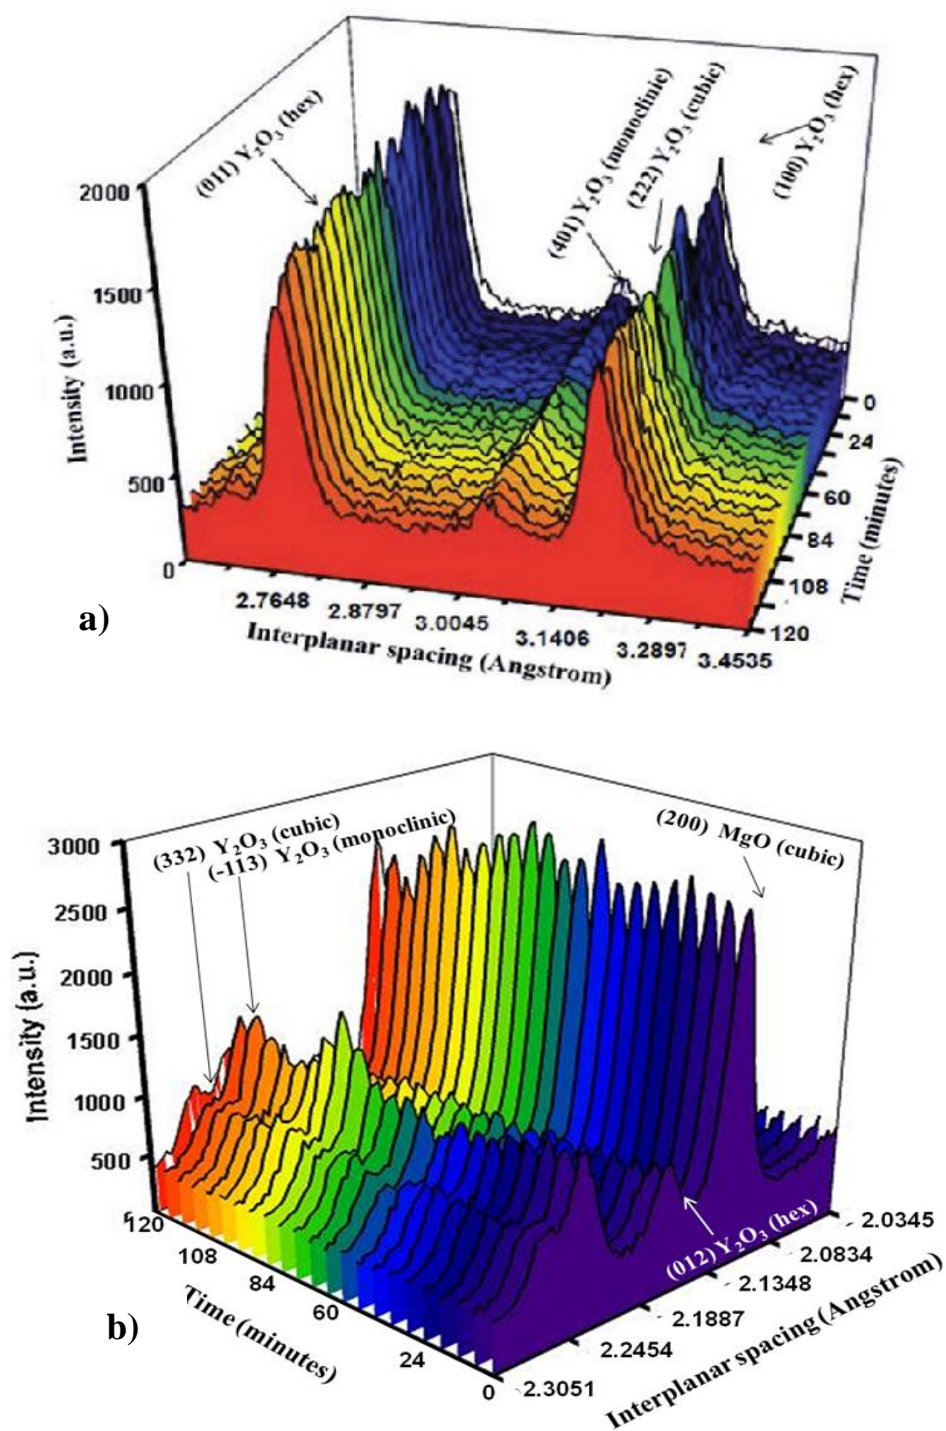 (011) Y₂O₃ (hex)
(401) Y₂O₃ (monoclinic)
(222) Y₂O₃ (cubic)
(100) Y₂O₃ (hex)
2000
1500
1000
500
0
Intensity (a.u.)
0
24
60
84
108
120
Time (minutes)
2.7648
2.8797
3.0045
3.1406
3.2897
3.4535
Interplanar spacing (Angstrom)
a)
(332) Y₂O₃ (cubic)
(-113) Y₂O₃ (monoclinic)
(200) MgO (cubic)
(012) Y₂O₃ (hex)
3000
2500
2000
1500
1000
500
Intensity (a.u.)
120
108
84
60
24
0
Time (minutes)
2.0345
2.0834
2.1348
2.1887
2.2454
2.3051
Interplanar spacing (Angstrom)
b)